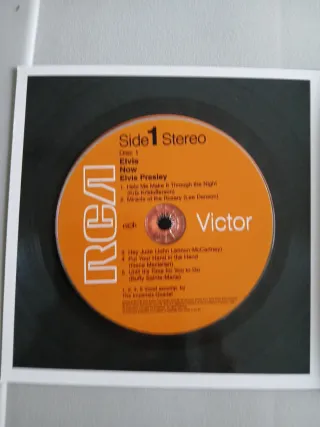 Side 1 Stereo
Disc 1
Elvis
Now
Elvis Presley
1. Help Me Make It Through the Night
(Kris Kristofferson)
2. Miracle of the Rosary (Lee Denson)
RCA
Victor
3. Hey Jude (John Lennon-McCartney)
4. Put Your Hand in the Hand
(Gene MacLellan)
5. Until It's Time for You to Go
(Buffy Sainte-Marie)
1, 2, 4, 5 Vocal accomp. by
The Imperials Quartet